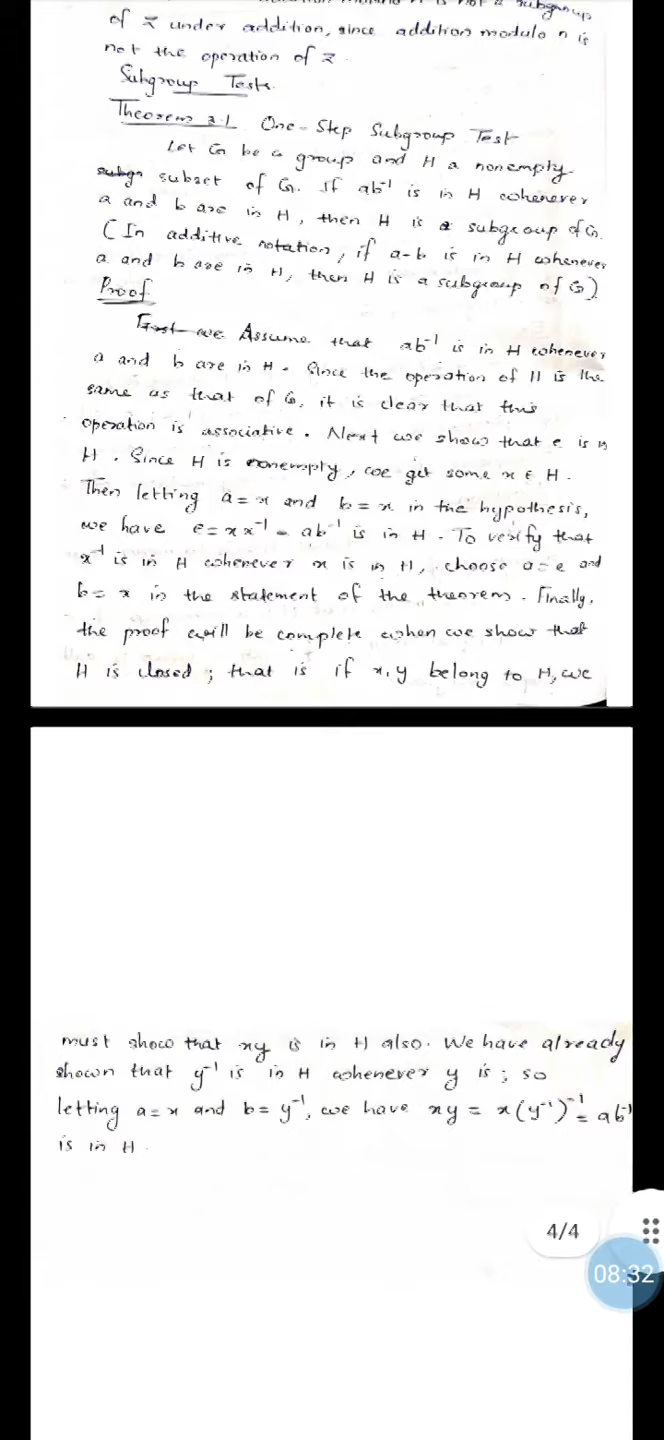 is not a subgroup
of Z under addition, since addition modulo n is
not the operation of Z.
Subgroup Tests
Theorem 3.1 One-Step Subgroup Test
Let G be a group and H a nonempty
subset of G. If ab⁻¹ is in H whenever
a and b are in H, then H is a subgroup of G.
(In additive notation, if a-b is in H whenever
a and b are in H, then H is a subgroup of G)
Proof
we Assume that ab⁻¹ is in H whenever
a and b are in H. Since the operation of H is the
same as that of G, it is clear that this
operation is associative. Next we show that e is in
H. Since H is nonempty, we get some x ∈ H.
Then letting a = x and b = x in the hypothesis,
we have e = xx⁻¹ = ab⁻¹ is in H. To verify that
x⁻¹ is in H whenever x is in H, choose a = e and
b = x in the statement of the theorem. Finally,
the proof will be complete when we show that
H is closed; that is if x, y belong to H, we
must show that xy is in H also. We have already
shown that y⁻¹ is in H whenever y is; so
letting a = x and b = y⁻¹, we have xy = x(y⁻¹)⁻¹ = ab⁻¹
is in H.
4/4
08:32